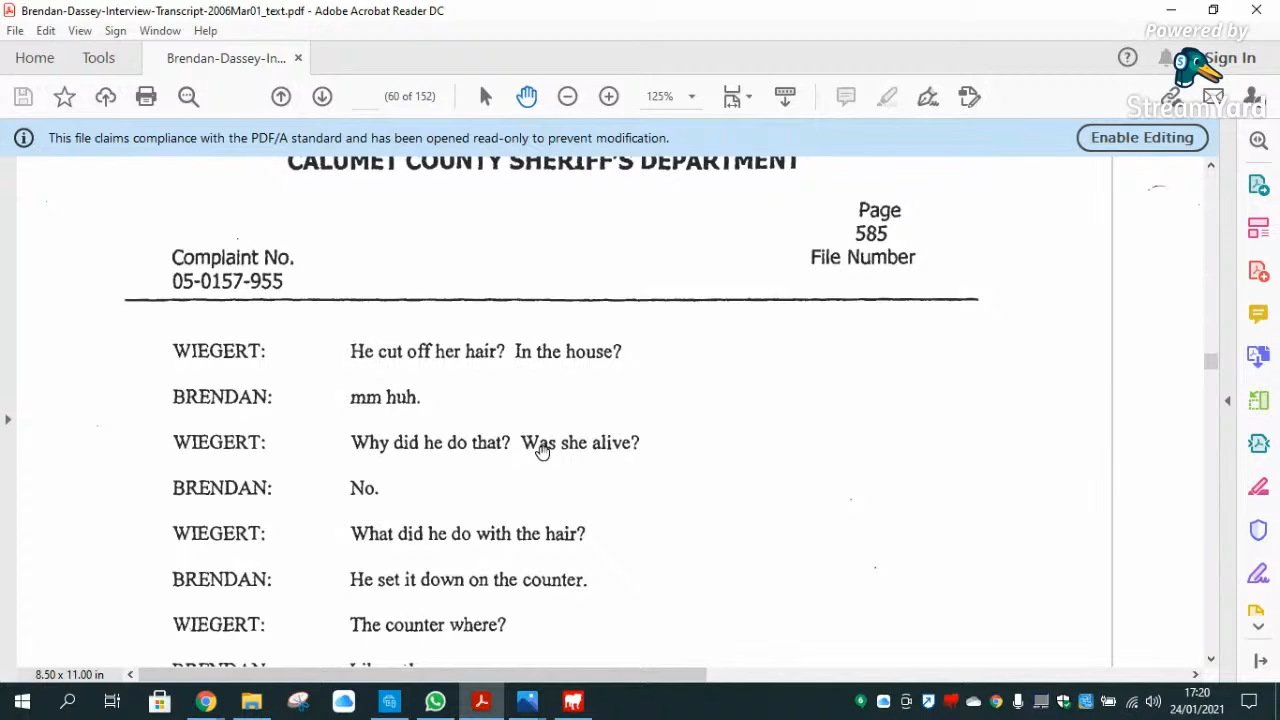 Brendan-Dassey-Interview-Transcript-2006Mar01_text.pdf - Adobe Acrobat Reader DC
File Edit View Sign Window Help
Powered by
StreamYard
Home Tools Brendan-Dassey-In... × Sign In
(60 of 152) 125%
This file claims compliance with the PDF/A standard and has been opened read-only to prevent modification. Enable Editing
CALUMET COUNTY SHERIFF'S DEPARTMENT
Page
585
Complaint No. File Number
05-0157-955
WIEGERT: He cut off her hair? In the house?
BRENDAN: mm huh.
WIEGERT: Why did he do that? Was she alive?
BRENDAN: No.
WIEGERT: What did he do with the hair?
BRENDAN: He set it down on the counter.
WIEGERT: The counter where?
BRENDAN:
8.50 x 11.00 in
17:20
24/01/2021